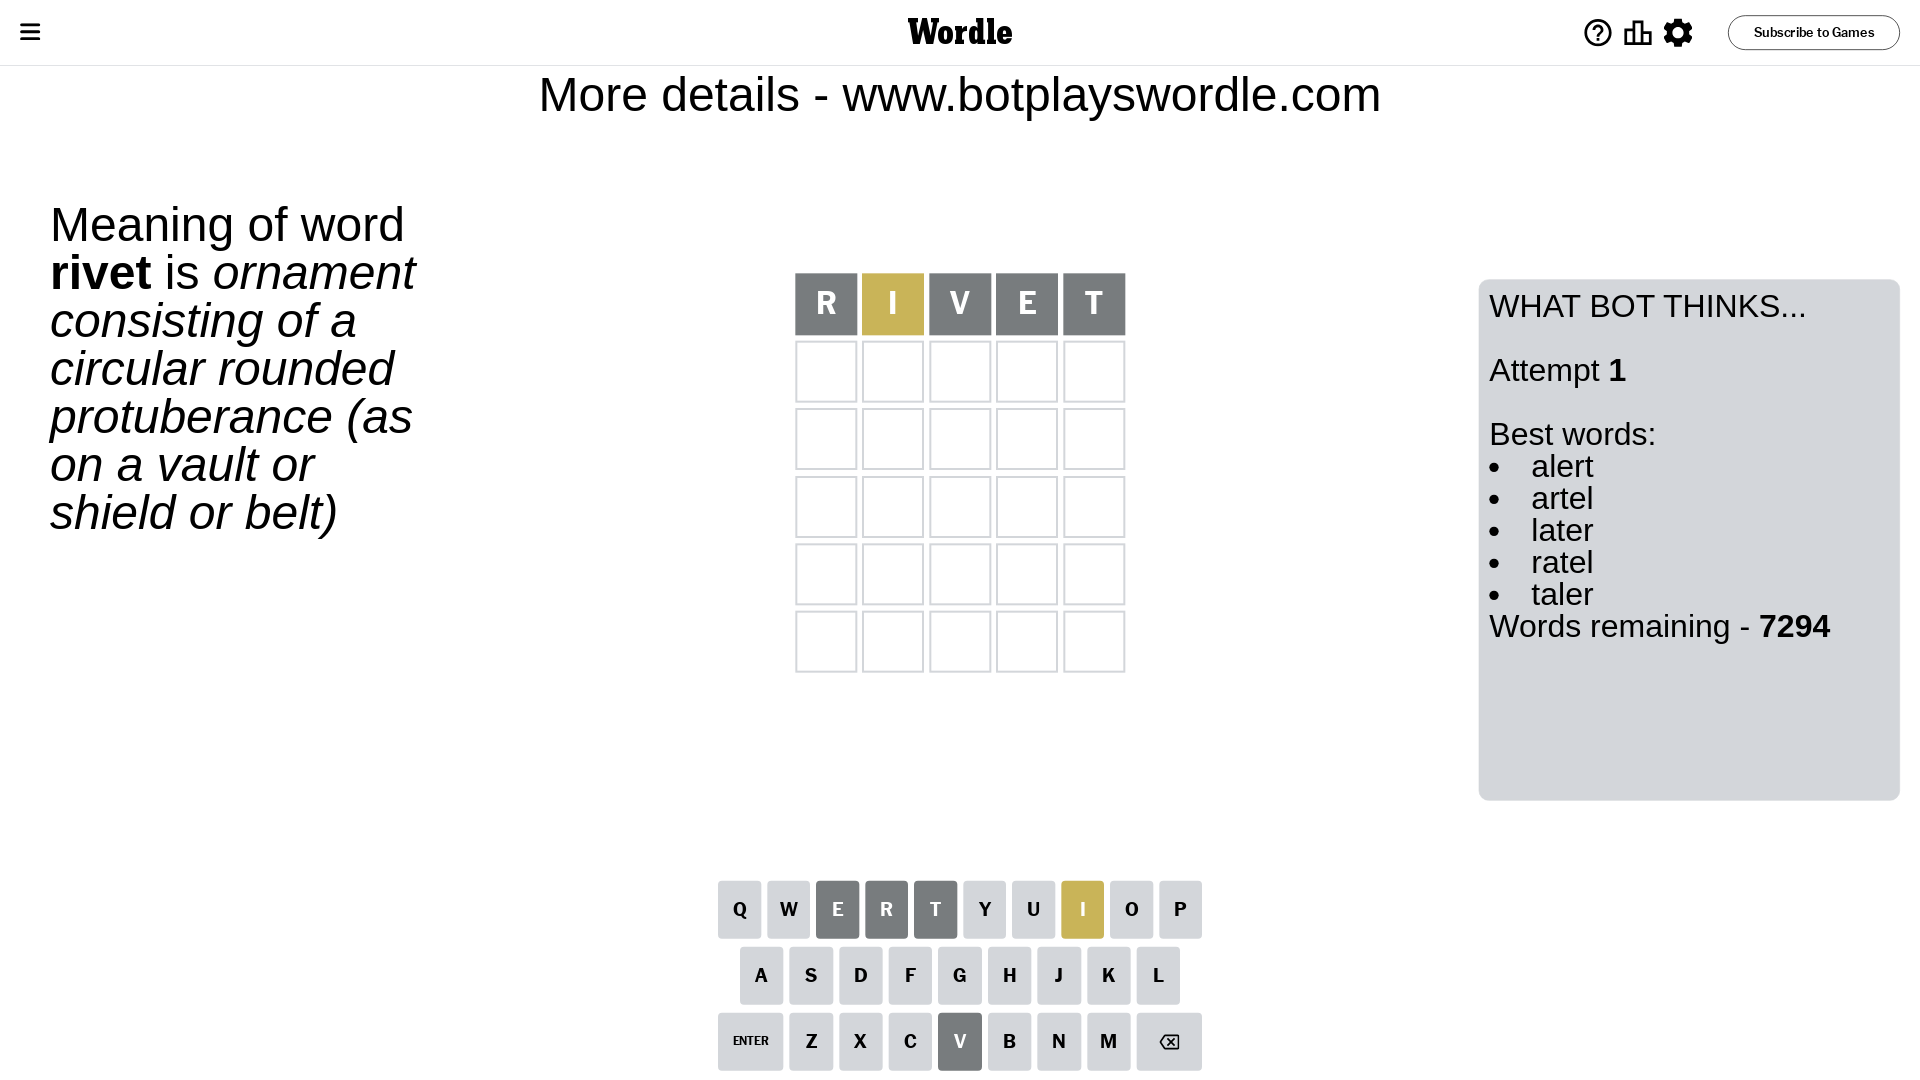 Wordle
Subscribe to Games
More details - www.botplayswordle.com
Meaning of word
rivet is ornament
consisting of a
circular rounded
protuberance (as
on a vault or
shield or belt)
R I V E T
WHAT BOT THINKS...
Attempt 1
Best words:
• alert
• artel
• later
• ratel
• taler
Words remaining - 7294
Q W E R T Y U I O P
A S D F G H J K L
ENTER Z X C V B N M